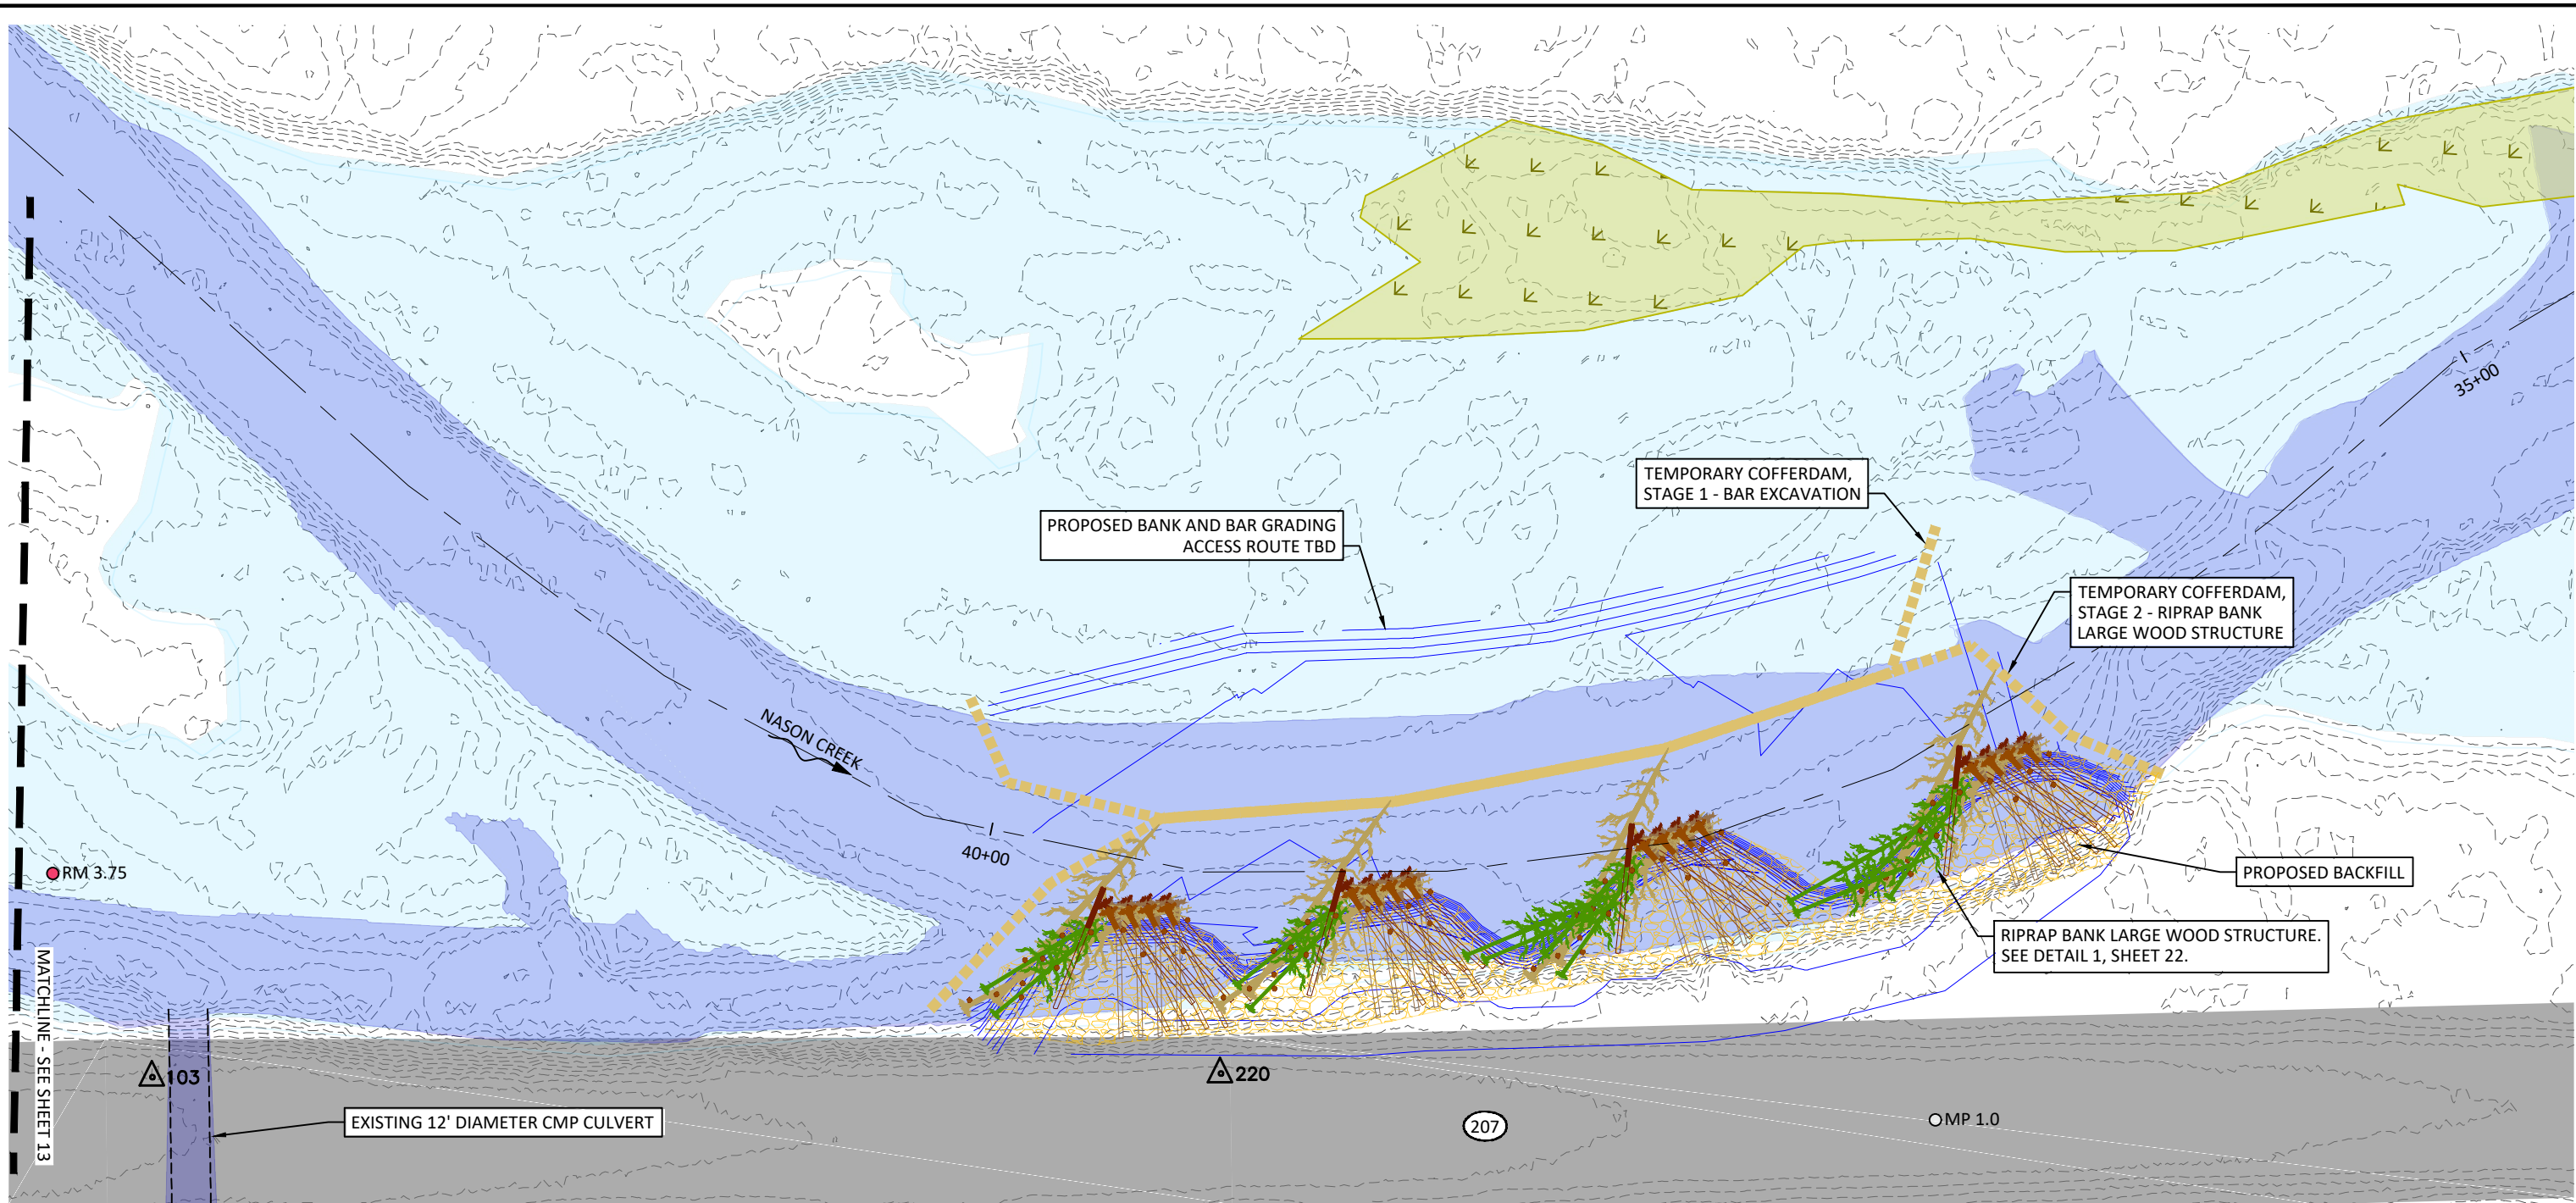 35+00
TEMPORARY COFFERDAM,
STAGE 1 - BAR EXCAVATION
PROPOSED BANK AND BAR GRADING
ACCESS ROUTE TBD
TEMPORARY COFFERDAM,
STAGE 2 - RIPRAP BANK
LARGE WOOD STRUCTURE
NASON CREEK
40+00
RM 3.75
PROPOSED BACKFILL
RIPRAP BANK LARGE WOOD STRUCTURE.
SEE DETAIL 1, SHEET 22.
MATCHLINE - SEE SHEET 13
103
220
EXISTING 12' DIAMETER CMP CULVERT
207
MP 1.0